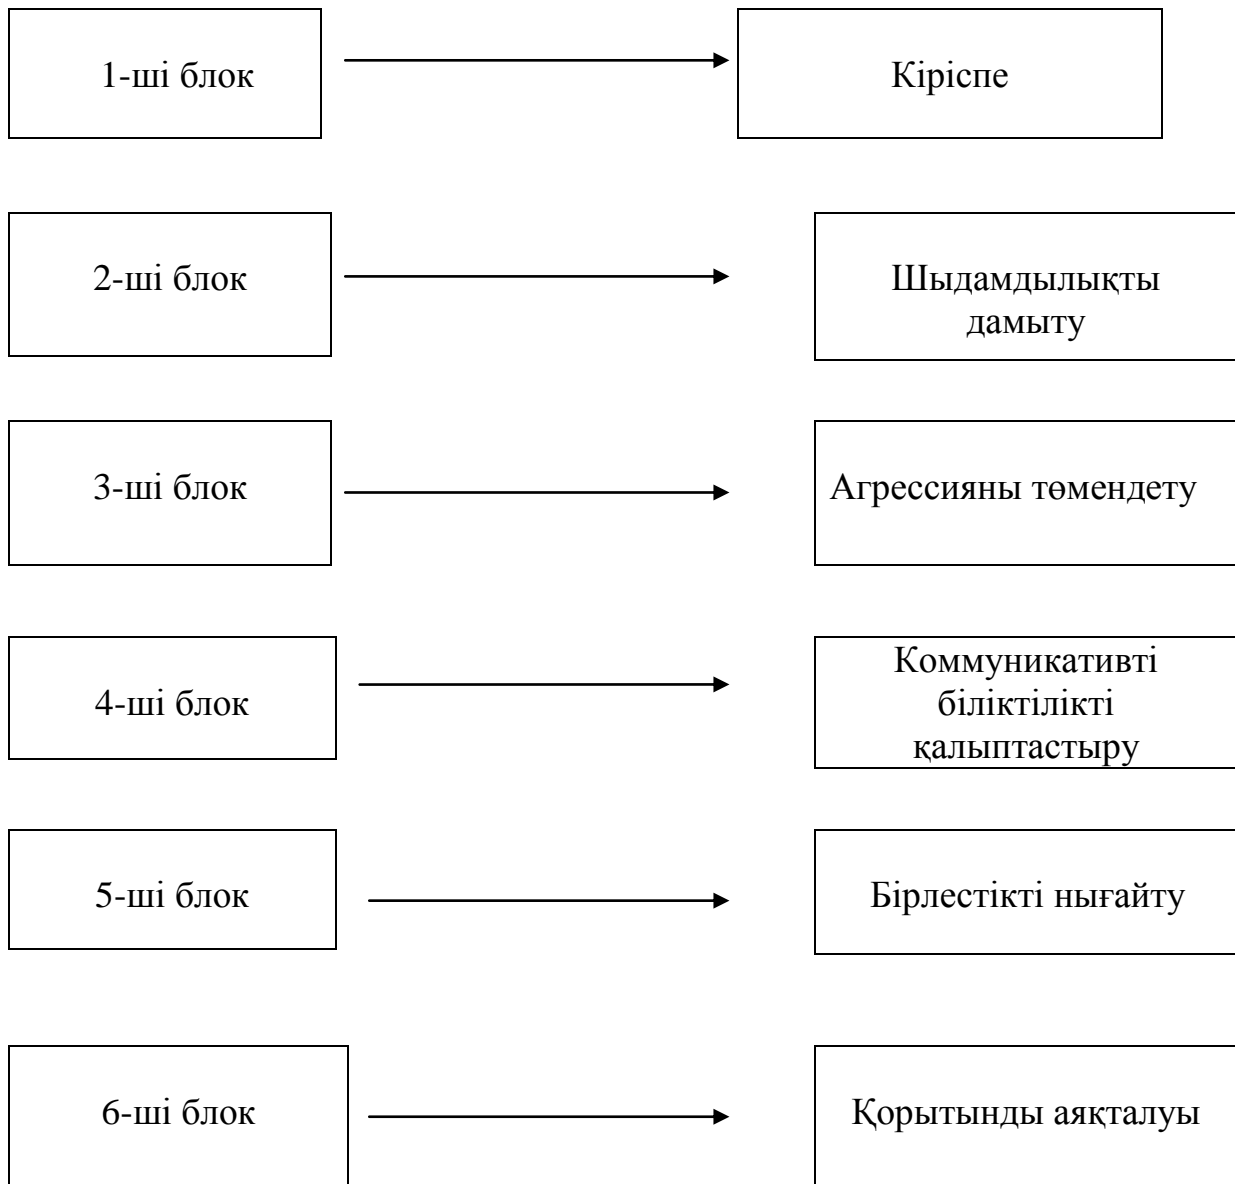 1-ші блок
Кіріспе
2-ші блок
Шыдамдылықты
дамыту
3-ші блок
Агрессияны төмендету
4-ші блок
Коммуникативті
біліктілікті
қалыптастыру
5-ші блок
Бірлестікті нығайту
6-ші блок
Қорытынды аяқталуы